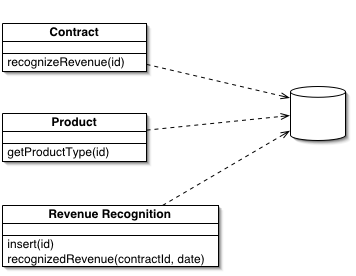 Contract
recognizeRevenue(id)
Product
getProductType(id)
Revenue Recognition
insert(id)
recognizedRevenue(contractId, date)